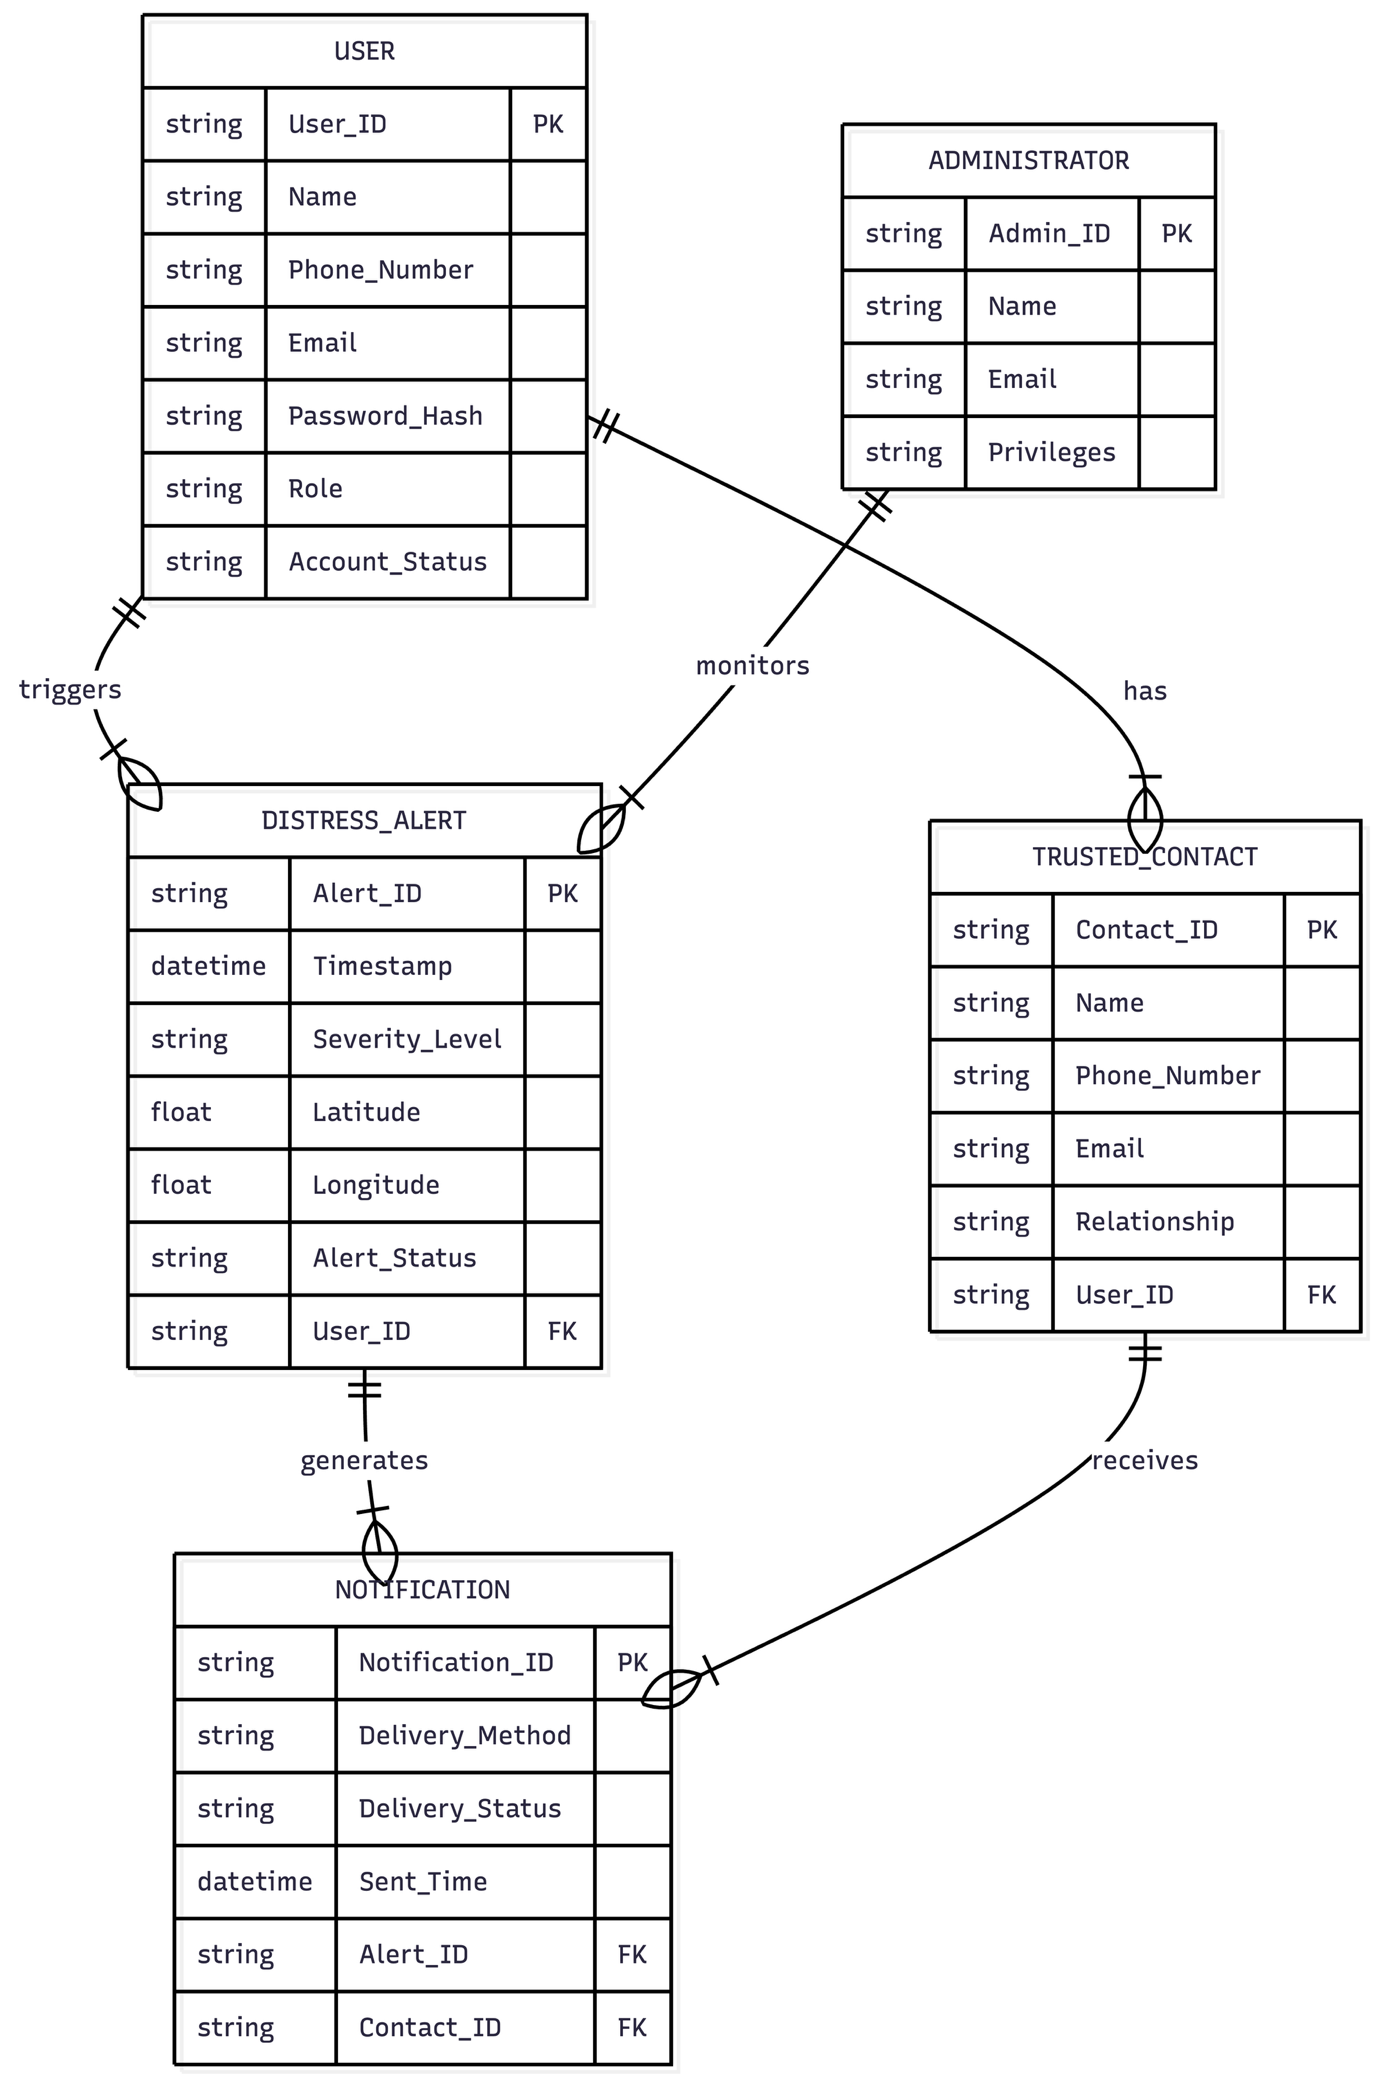 USER
string User_ID PK
string Name
string Phone_Number
string Email
string Password_Hash
string Role
string Account_Status
ADMINISTRATOR
string Admin_ID PK
string Name
string Email
string Privileges
triggers
monitors
has
DISTRESS_ALERT
string Alert_ID PK
datetime Timestamp
string Severity_Level
float Latitude
float Longitude
string Alert_Status
string User_ID FK
TRUSTED_CONTACT
string Contact_ID PK
string Name
string Phone_Number
string Email
string Relationship
string User_ID FK
generates
receives
NOTIFICATION
string Notification_ID PK
string Delivery_Method
string Delivery_Status
datetime Sent_Time
string Alert_ID FK
string Contact_ID FK